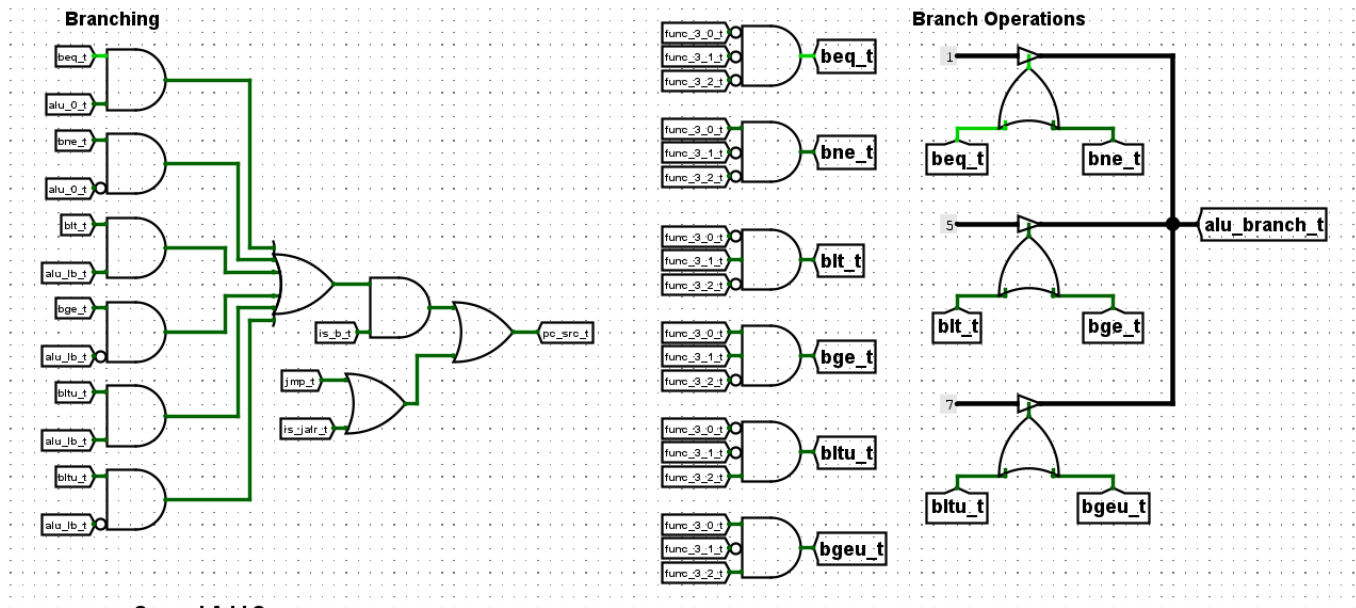 Branching
beq_t
alu_0_t
bne_t
alu_0_t
blt_t
alu_lb_t
bge_t
alu_lb_t
bltu_t
alu_lb_t
bltu_t
alu_lb_t
is_b_t
jmp_t
is_jalr_t
pc_src_t
func_3_0_t
func_3_1_t
func_3_2_t
beq_t
func_3_0_t
func_3_1_t
func_3_2_t
bne_t
func_3_0_t
func_3_1_t
func_3_2_t
blt_t
func_3_0_t
func_3_1_t
func_3_2_t
bge_t
func_3_0_t
func_3_1_t
func_3_2_t
bltu_t
func_3_0_t
func_3_1_t
func_3_2_t
bgeu_t
Branch Operations
1
beq_t
bne_t
5
alu_branch_t
blt_t
bge_t
7
bltu_t
bgeu_t